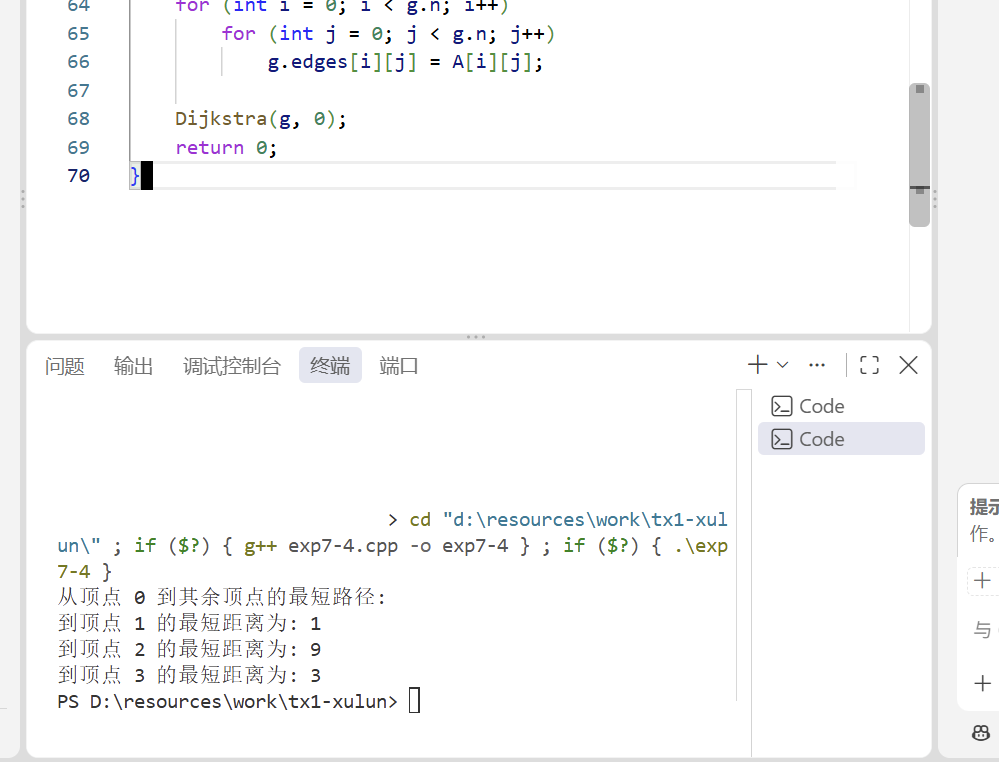 64 for (int i = 0; i < g.n; i++)
65 for (int j = 0; j < g.n; j++)
66 g.edges[i][j] = A[i][j];
67
68 Dijkstra(g, 0);
69 return 0;
70 }
问题 输出 调试控制台 终端 端口
Code
Code
> cd "d:\resources\work\tx1-xul
un\" ; if ($?) { g++ exp7-4.cpp -o exp7-4 } ; if ($?) { .\exp
7-4 }
从顶点 0 到其余顶点的最短路径:
到顶点 1 的最短距离为: 1
到顶点 2 的最短距离为: 9
到顶点 3 的最短距离为: 3
PS D:\resources\work\tx1-xulun>
提示
作。
与